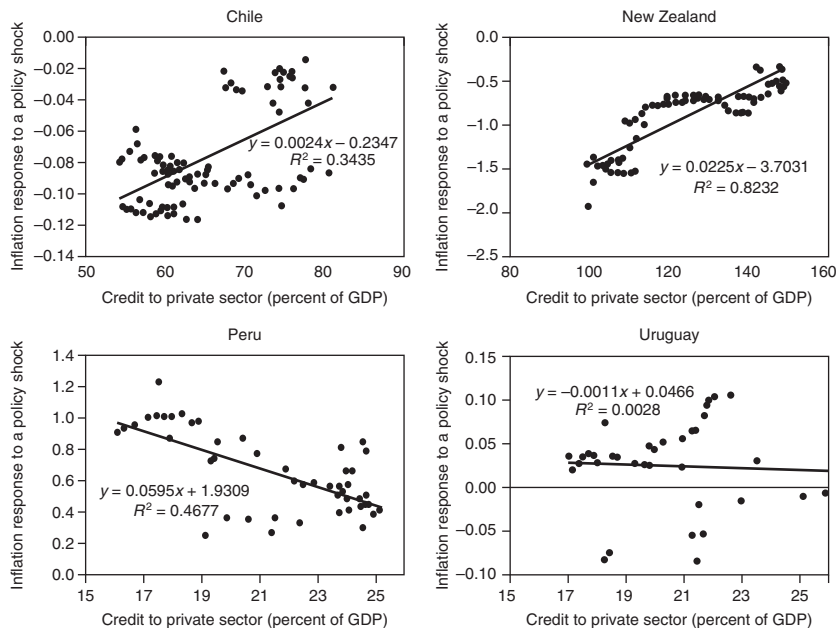 Chile
Inflation response to a policy shock
0.00
−0.02
−0.04
−0.06
−0.08
−0.10
−0.12
−0.14
y = 0.0024x − 0.2347
R² = 0.3435
50 60 70 80 90
Credit to private sector (percent of GDP)
New Zealand
Inflation response to a policy shock
0.0
−0.5
−1.0
−1.5
−2.0
−2.5
y = 0.0225x − 3.7031
R² = 0.8232
80 100 120 140 160
Credit to private sector (percent of GDP)
Peru
Inflation response to a policy shock
1.4
1.2
1.0
0.8
0.6
0.4
0.2
0.0
y = 0.0595x + 1.9309
R² = 0.4677
15 17 19 21 23 25
Credit to private sector (percent of GDP)
Uruguay
Inflation response to a policy shock
0.15
0.10
0.05
0.00
−0.05
−0.10
y = −0.0011x + 0.0466
R² = 0.0028
15 17 19 21 23 25
Credit to private sector (percent of GDP)